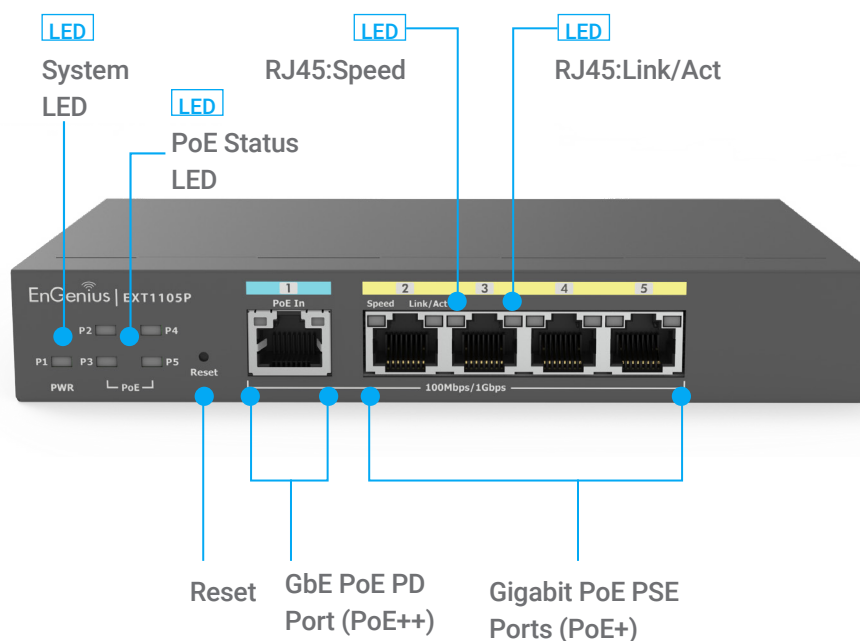 LED
System
LED
LED
PoE Status
LED
LED
RJ45:Speed
LED
RJ45:Link/Act
EnGenius | EXT1105P
P2 P4
P1 P3 P5
PWR PoE
Reset
1
PoE In
2 3 4 5
Speed Link/Act
100Mbps/1Gbps
Reset
GbE PoE PD
Port (PoE++)
Gigabit PoE PSE
Ports (PoE+)